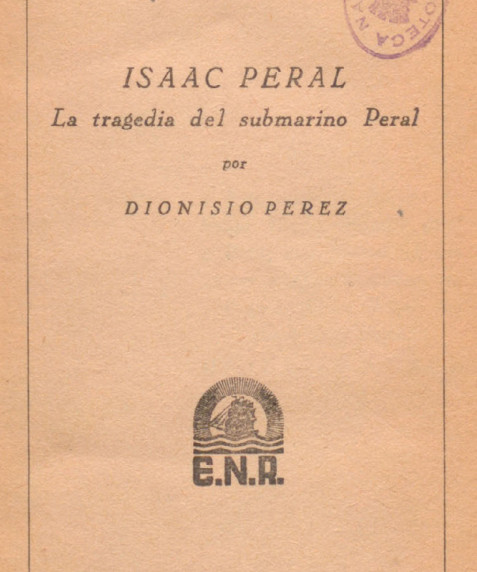 ISAAC PERAL
La tragedia del submarino Peral
por
DIONISIO PEREZ
E.N.R.